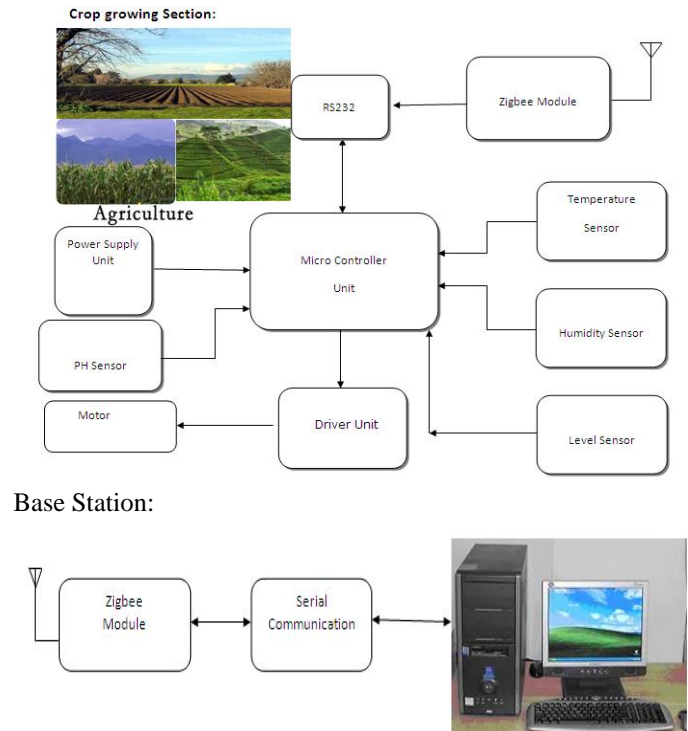 Crop growing Section:
RS232
Zigbee Module
Agriculture
Temperature
Sensor
Power Supply
Unit
Micro Controller
Unit
Humidity Sensor
PH Sensor
Motor
Driver Unit
Level Sensor
Base Station:
Zigbee
Module
Serial
Communication